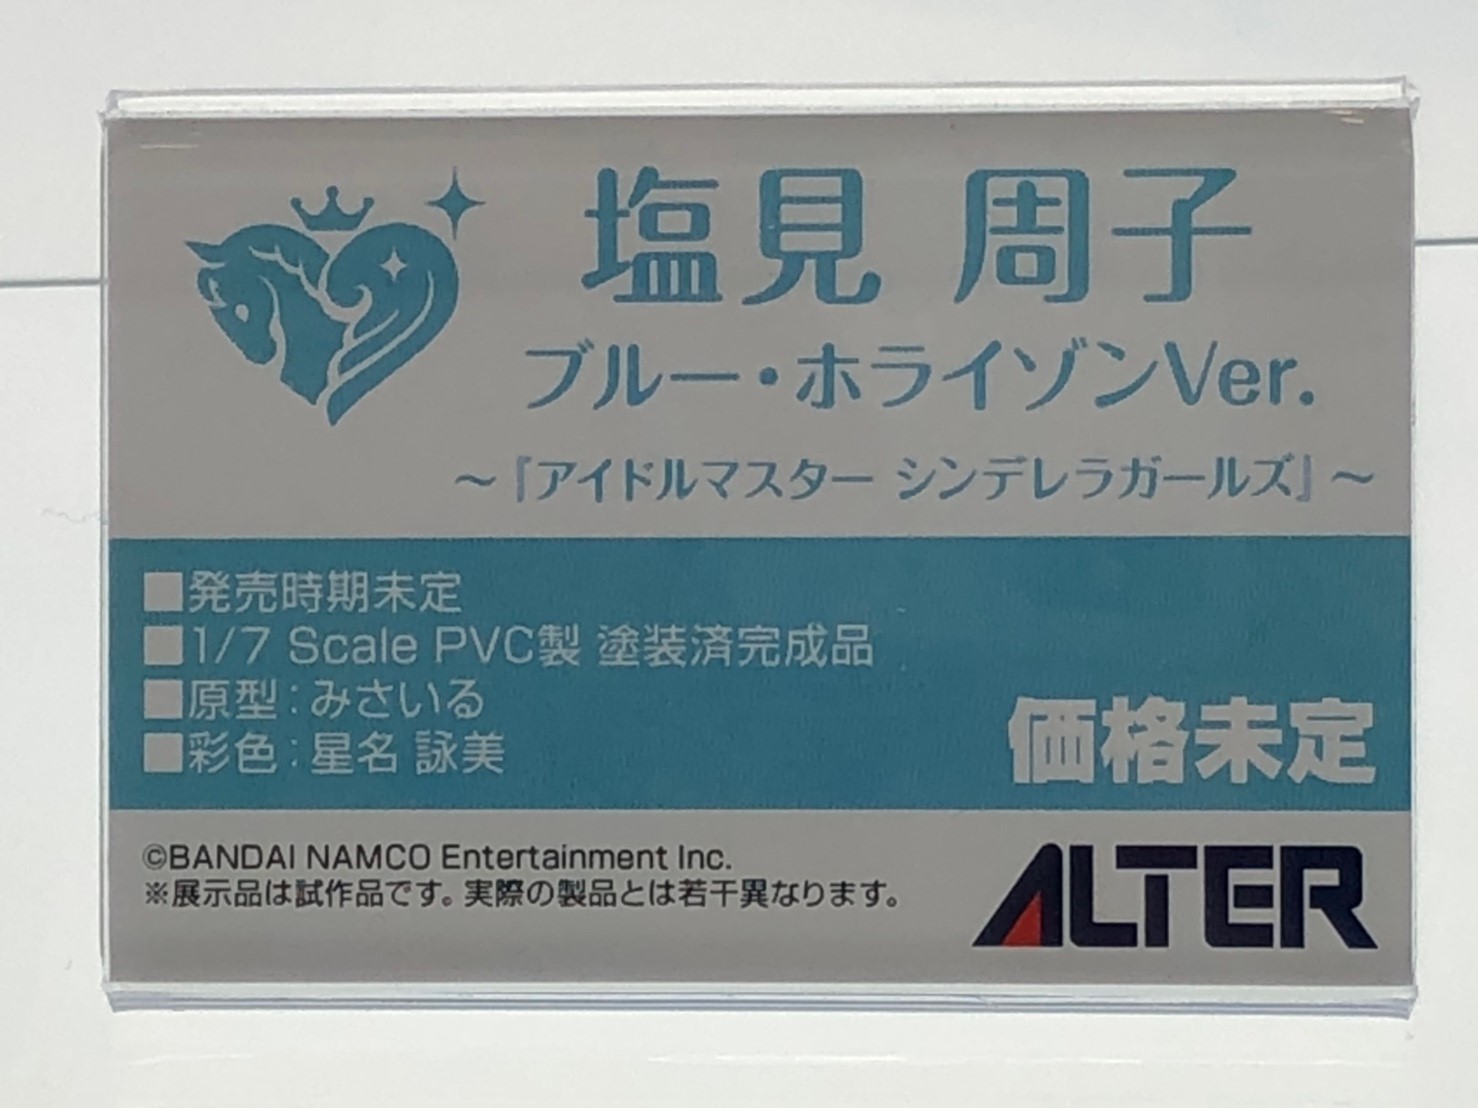 塩見 周子
ブルー・ホライゾンVer.
～『アイドルマスター シンデレラガールズ』～
■発売時期未定
■1/7 Scale PVC製 塗装済完成品
■原型：みさいる
■彩色：星名 詠美
価格未定
©BANDAI NAMCO Entertainment Inc.
※展示品は試作品です。実際の製品とは若干異なります。
ALTER